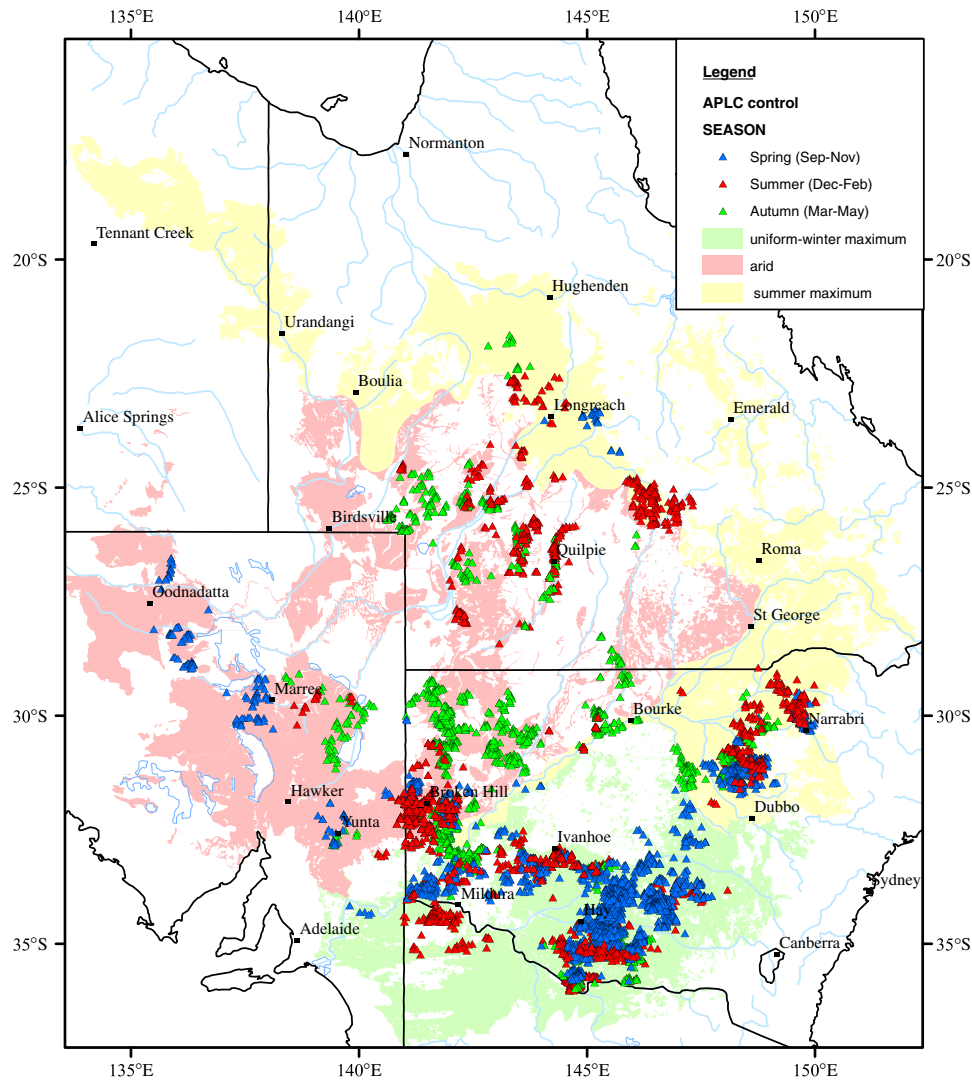 135°E 140°E 145°E 150°E
Legend
APLC control
SEASON
Spring (Sep-Nov)
Summer (Dec-Feb)
Autumn (Mar-May)
uniform-winter maximum
arid
summer maximum
Normanton
Tennant Creek
20°S 20°S
Hughenden
Urandangi
Boulia
Longreach
Emerald
Alice Springs
25°S 25°S
Birdsville
Quilpie
Roma
Oodnadatta
St George
Marree
30°S 30°S
Bourke
Narrabri
Hawker
Broken Hill
Dubbo
Yunta
Ivanhoe
Sydney
Mildura
Hay
Adelaide
35°S 35°S
Canberra
135°E 140°E 145°E 150°E